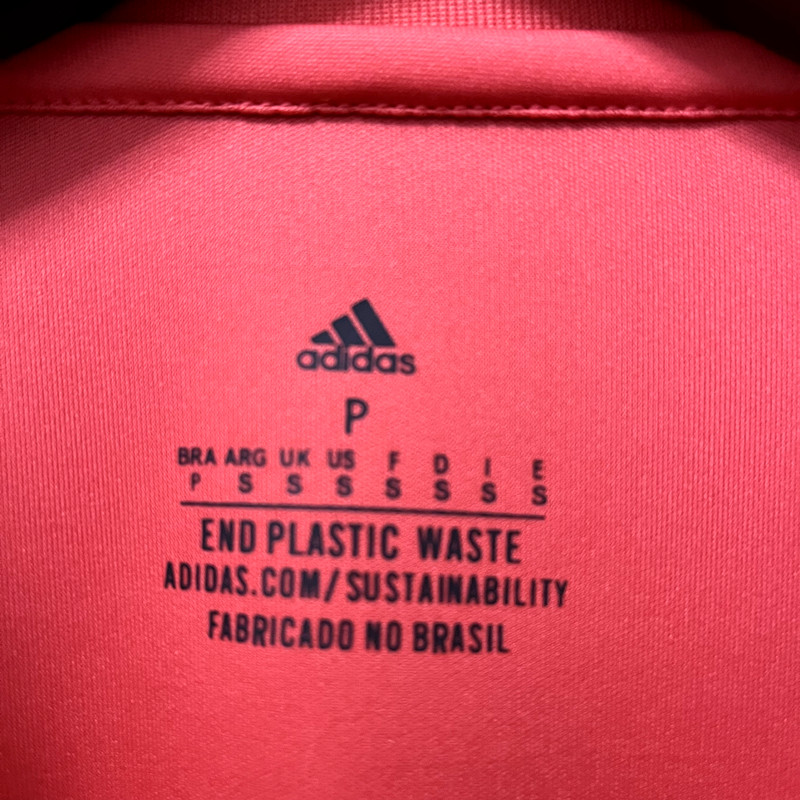 adidas
P
BRA ARG UK US F D I E
P S S S S S S S
END PLASTIC WASTE
ADIDAS.COM/SUSTAINABILITY
FABRICADO NO BRASIL